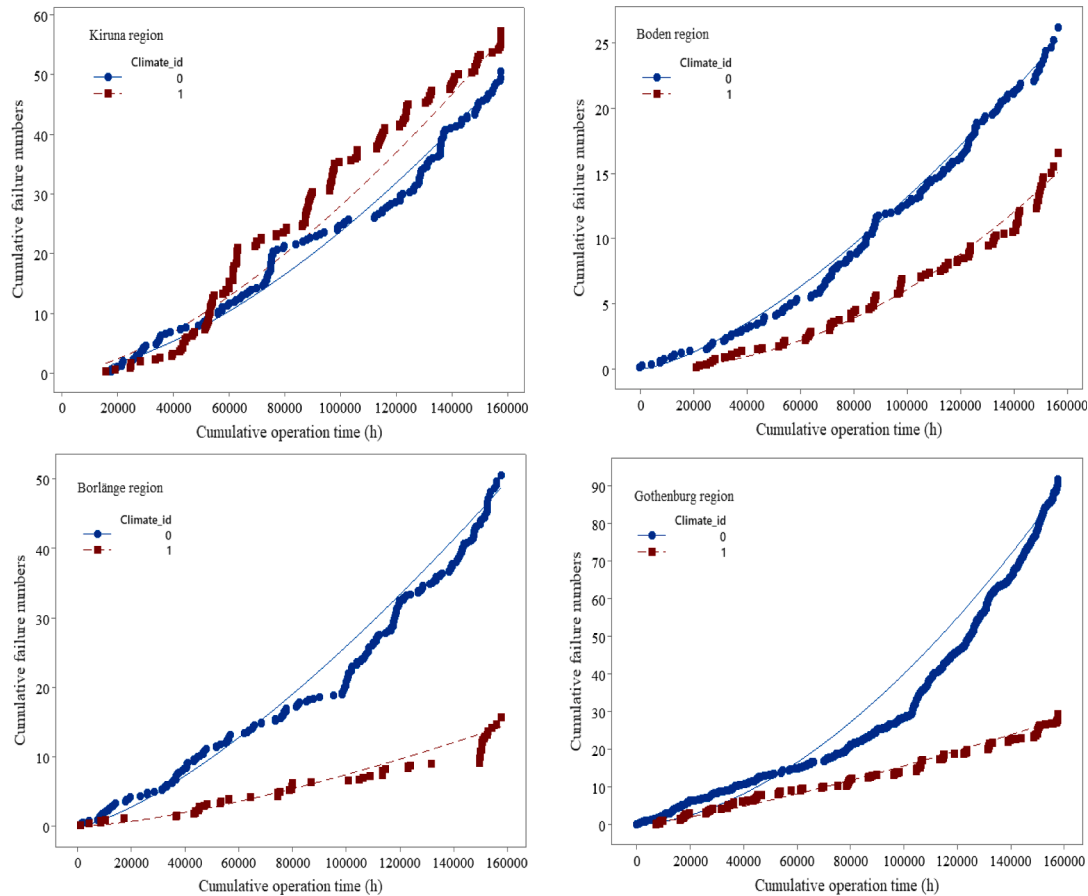 Kiruna region
Climate_id
0
1
Cumulative failure numbers
60
50
40
30
20
10
0
0 20000 40000 60000 80000 100000 120000 140000 160000
Cumulative operation time (h)
Boden region
Climate_id
0
1
Cumulative failure numbers
25
20
15
10
5
0
0 20000 40000 60000 80000 100000 120000 140000 160000
Cumulative operation time (h)
Borlänge region
Climate_id
0
1
Cumulative failure numbers
50
40
30
20
10
0
0 20000 40000 60000 80000 100000 120000 140000 160000
Cumulative operation time (h)
Gothenburg region
Climate_id
0
1
Cumulative failure numbers
90
80
70
60
50
40
30
20
10
0
0 20000 40000 60000 80000 100000 120000 140000 160000
Cumulative operation time (h)